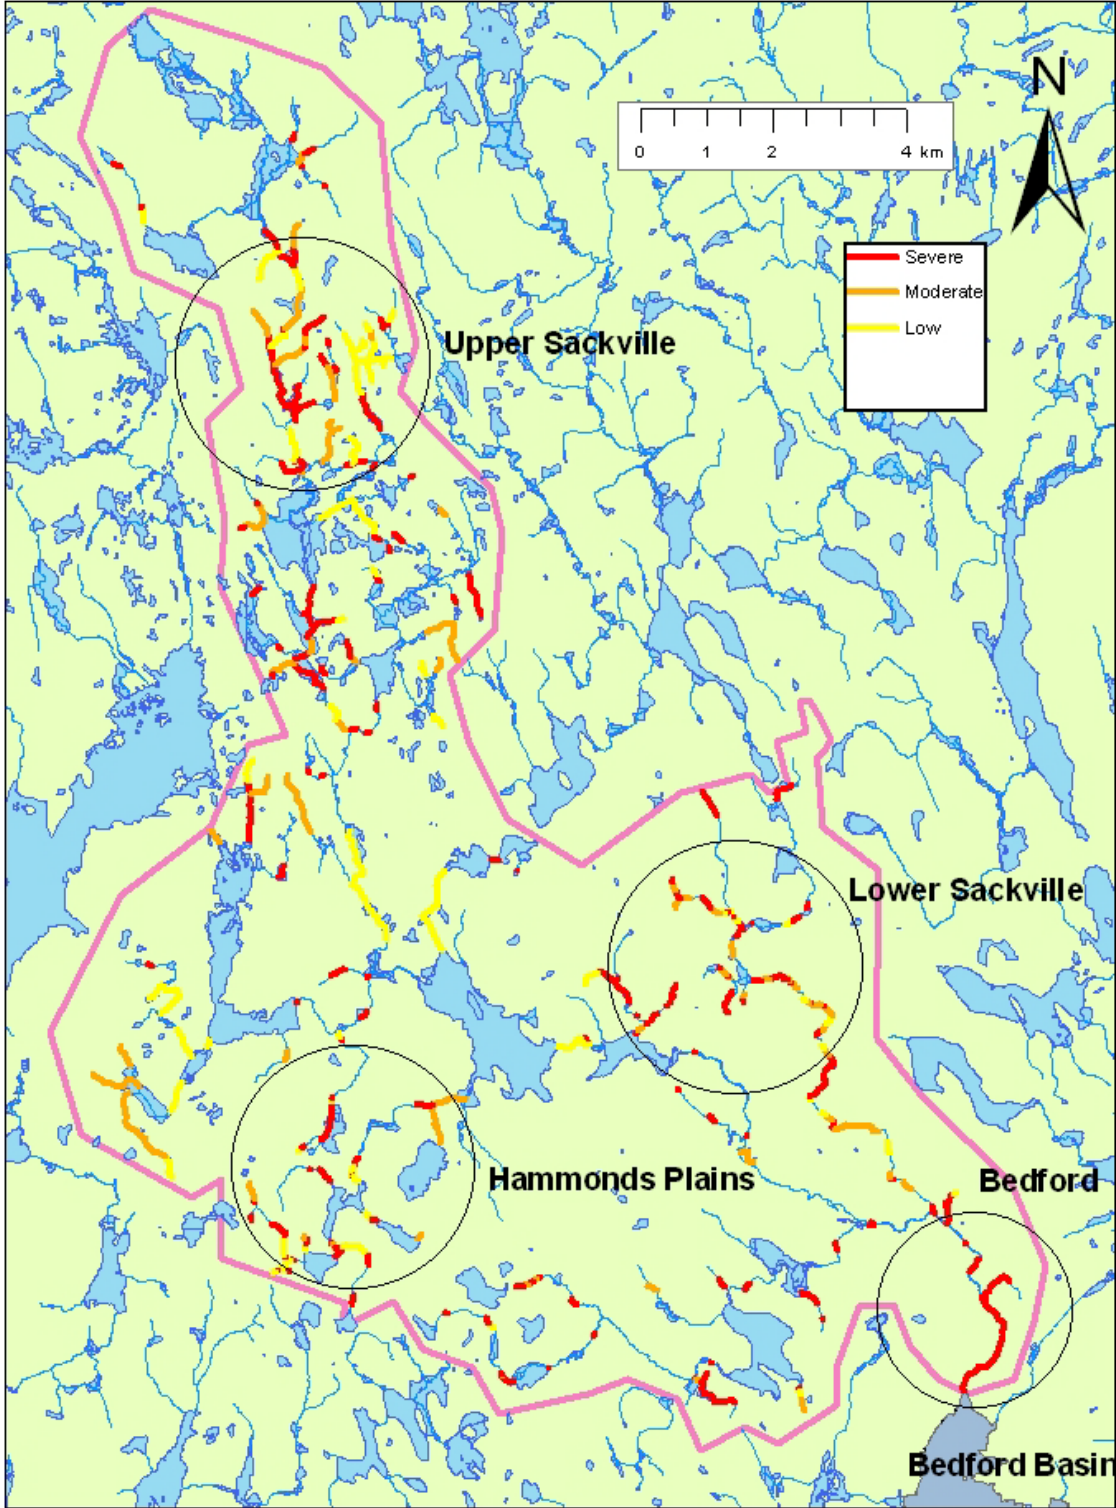 N
0 1 2 4 km
Severe
Moderate
Low
Upper Sackville
Lower Sackville
Hammonds Plains
Bedford
Bedford Basin